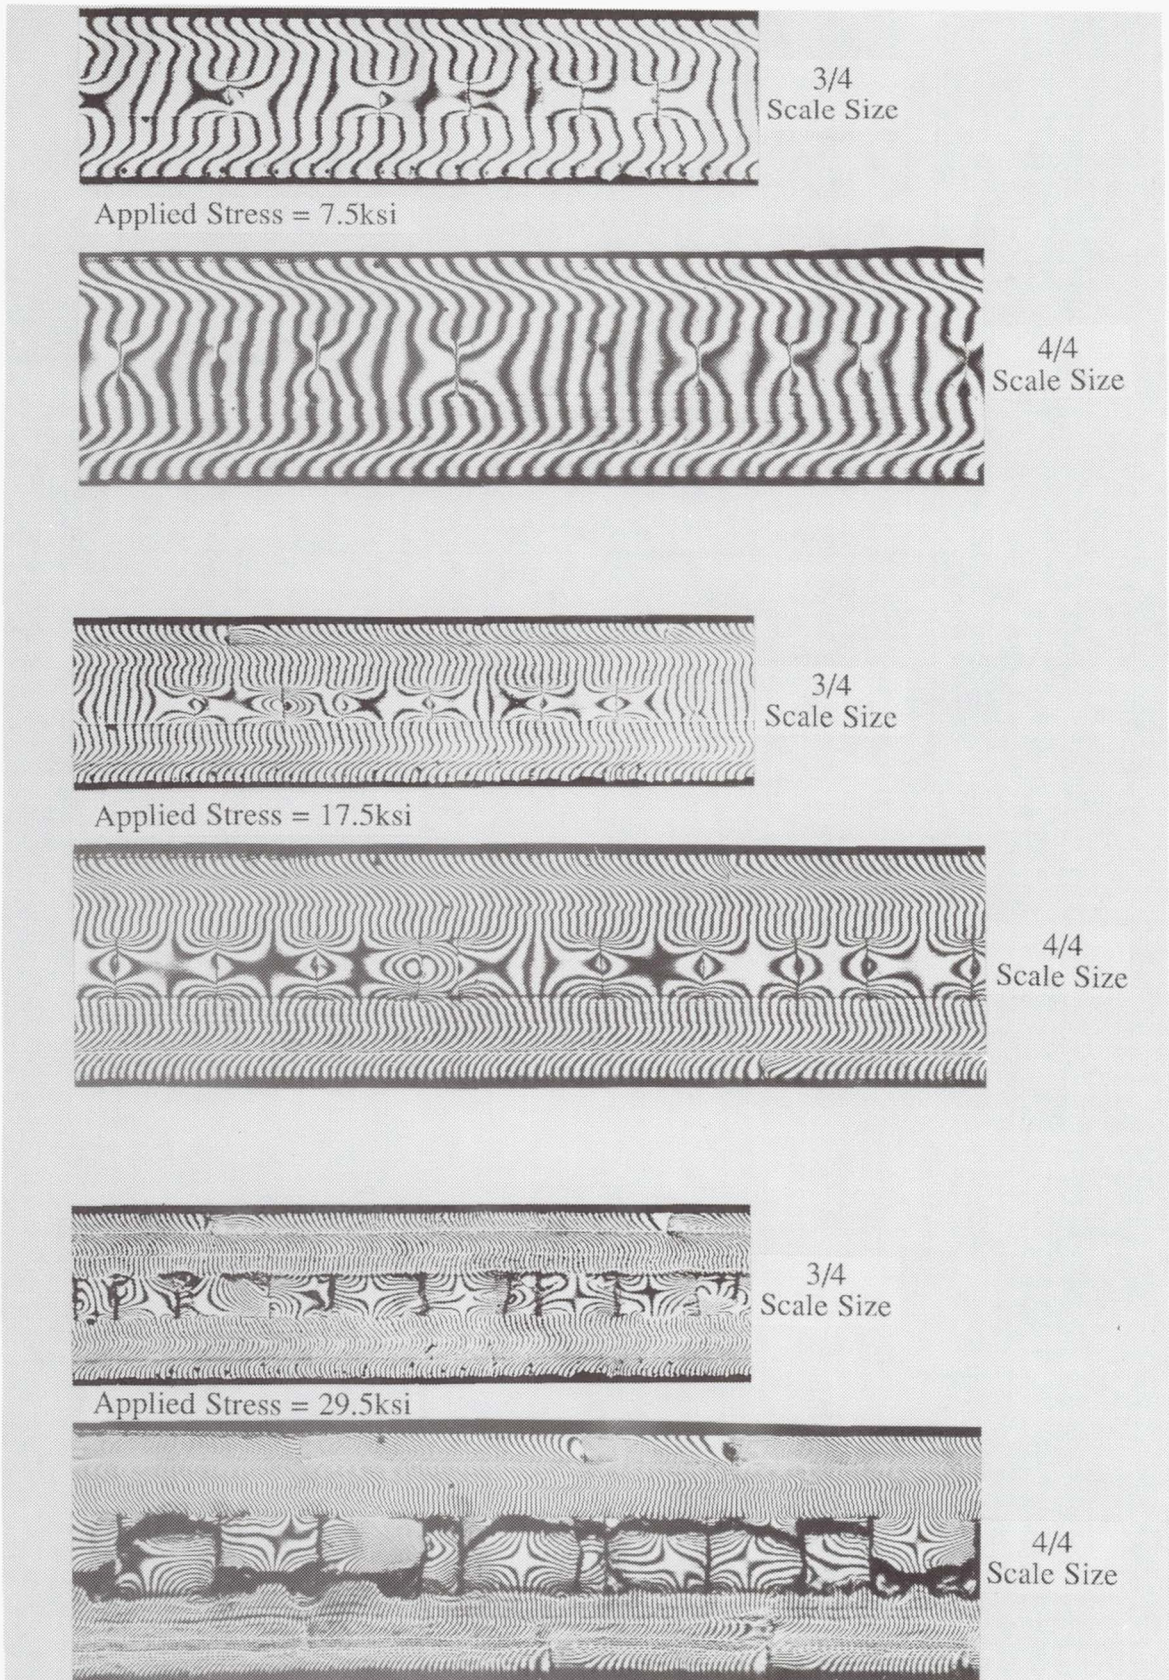 3/4
Scale Size
Applied Stress = 7.5ksi
4/4
Scale Size
3/4
Scale Size
Applied Stress = 17.5ksi
4/4
Scale Size
3/4
Scale Size
Applied Stress = 29.5ksi
4/4
Scale Size